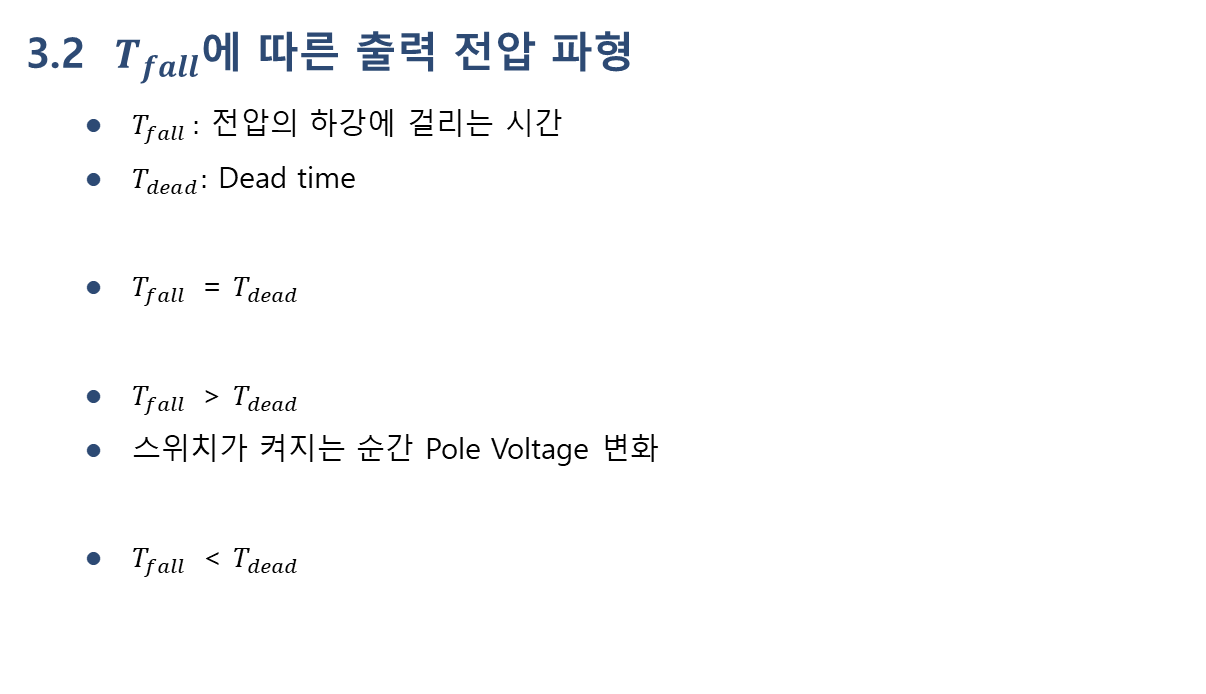 3.2 T_fall에 따른 출력 전압 파형
● T_fall : 전압의 하강에 걸리는 시간
● T_dead : Dead time
● T_fall = T_dead
● T_fall > T_dead
● 스위치가 켜지는 순간 Pole Voltage 변화
● T_fall < T_dead